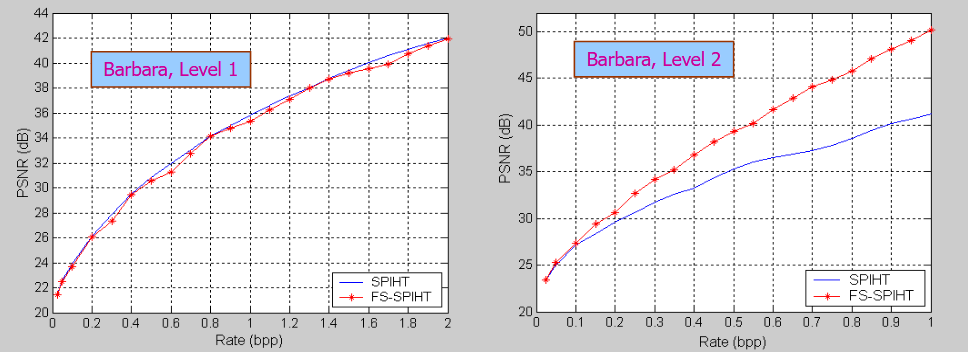 Barbara, Level 1
PSNR (dB)
44
42
40
38
36
34
32
30
28
26
24
22
20
0 0.2 0.4 0.6 0.8 1 1.2 1.4 1.6 1.8 2
Rate (bpp)
SPIHT
FS-SPIHT
Barbara, Level 2
PSNR (dB)
50
45
40
35
30
25
20
0 0.1 0.2 0.3 0.4 0.5 0.6 0.7 0.8 0.9 1
Rate (bpp)
SPIHT
FS-SPIHT